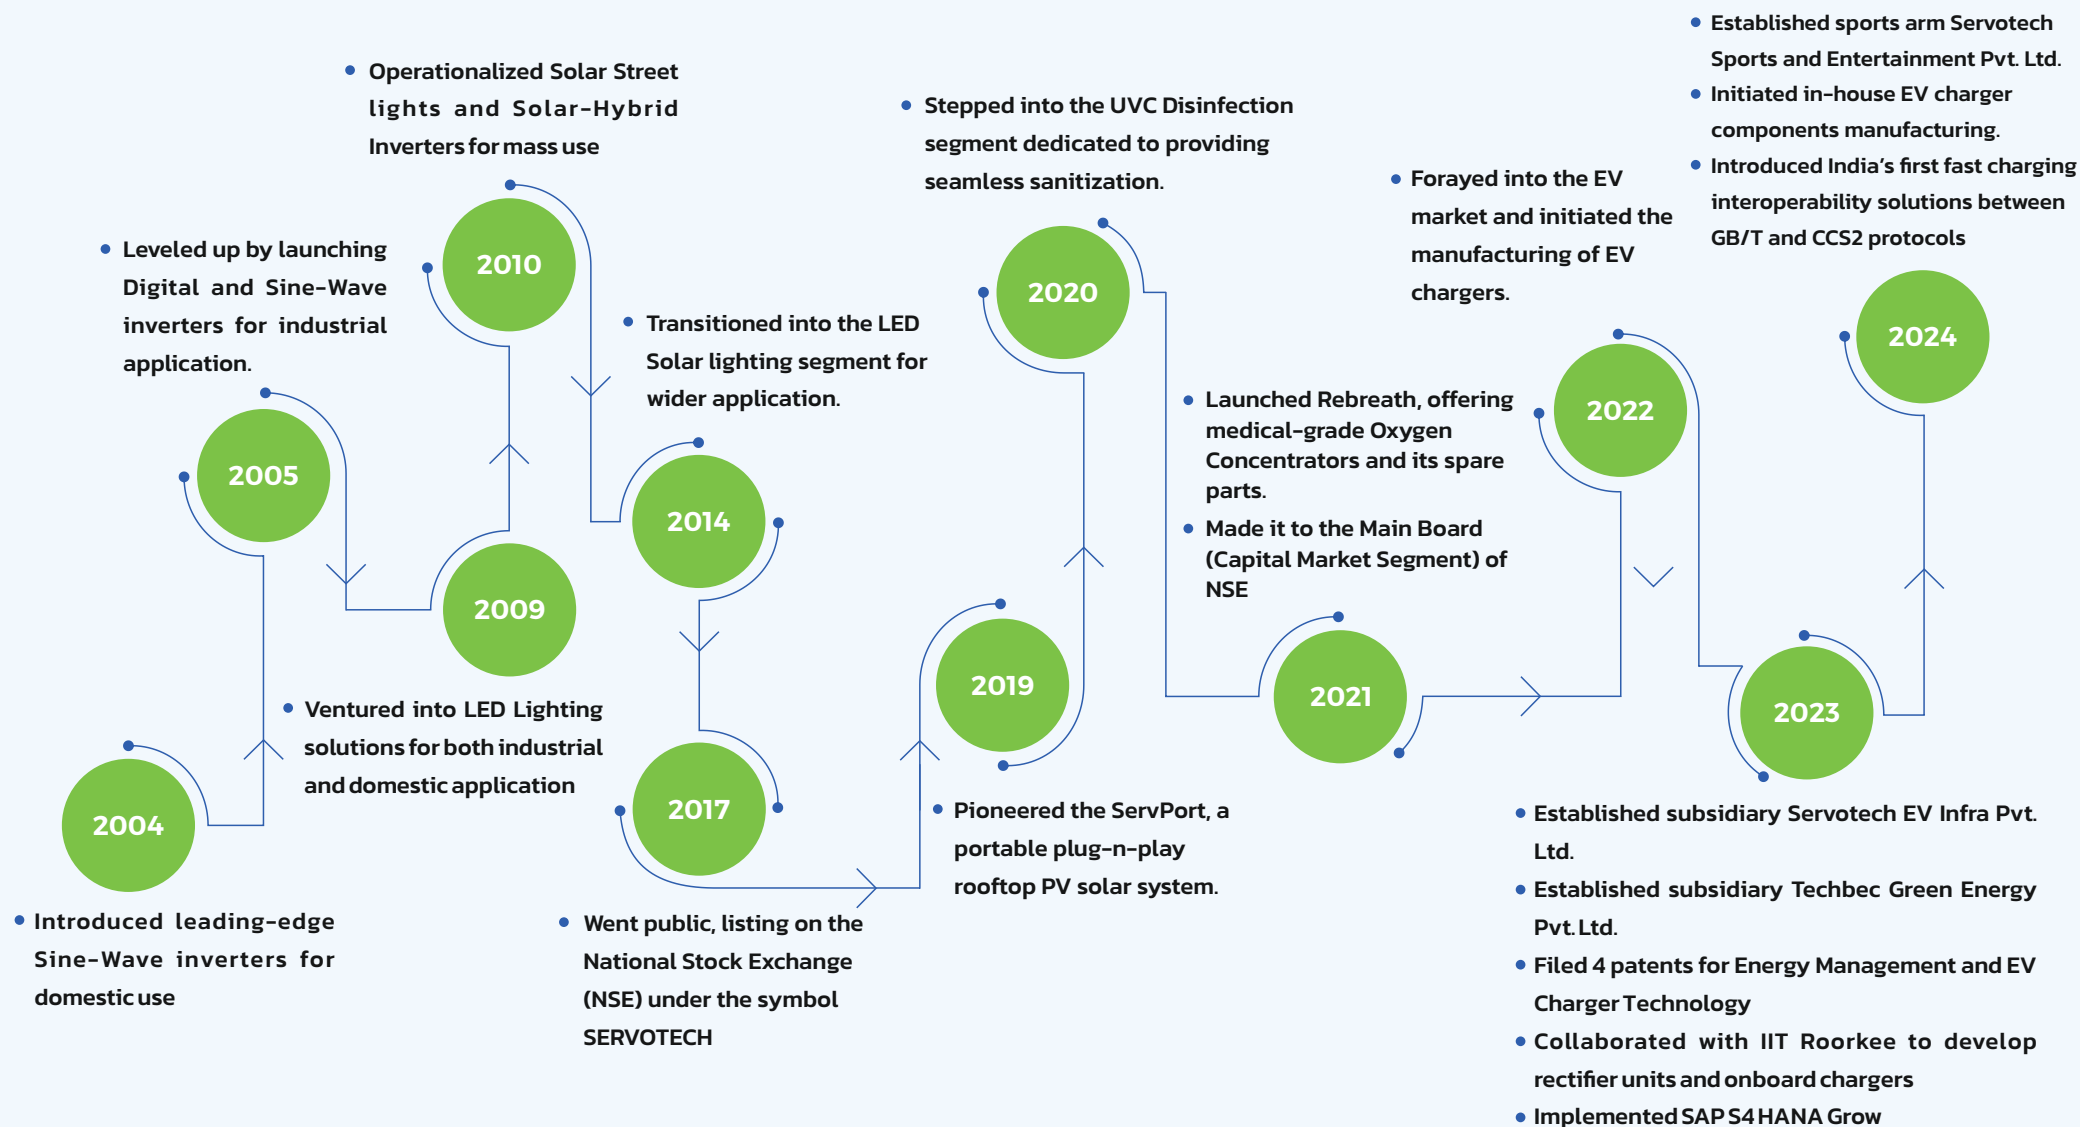 2004
Introduced leading-edge
Sine-Wave inverters for
domestic use
Leveled up by launching
Digital and Sine-Wave
inverters for industrial
application.
2005
2009
Ventured into LED Lighting
solutions for both industrial
and domestic application
Operationalized Solar Street
lights and Solar-Hybrid
Inverters for mass use
2010
Transitioned into the LED
Solar lighting segment for
wider application.
2014
2017
Went public, listing on the
National Stock Exchange
(NSE) under the symbol
SERVOTECH
2019
Pioneered the ServPort, a
portable plug-n-play
rooftop PV solar system.
Stepped into the UVC Disinfection
segment dedicated to providing
seamless sanitization.
2020
Launched Rebreath, offering
medical-grade Oxygen
Concentrators and its spare
parts.
Made it to the Main Board
(Capital Market Segment) of
NSE
2021
Forayed into the EV
market and initiated the
manufacturing of EV
chargers.
2022
2023
Established subsidiary Servotech EV Infra Pvt.
Ltd.
Established subsidiary Techbec Green Energy
Pvt. Ltd.
Filed 4 patents for Energy Management and EV
Charger Technology
Collaborated with IIT Roorkee to develop
rectifier units and onboard chargers
Implemented SAP S4 HANA Grow
Established sports arm Servotech
Sports and Entertainment Pvt. Ltd.
Initiated in-house EV charger
components manufacturing.
Introduced India's first fast charging
interoperability solutions between
GB/T and CCS2 protocols
2024